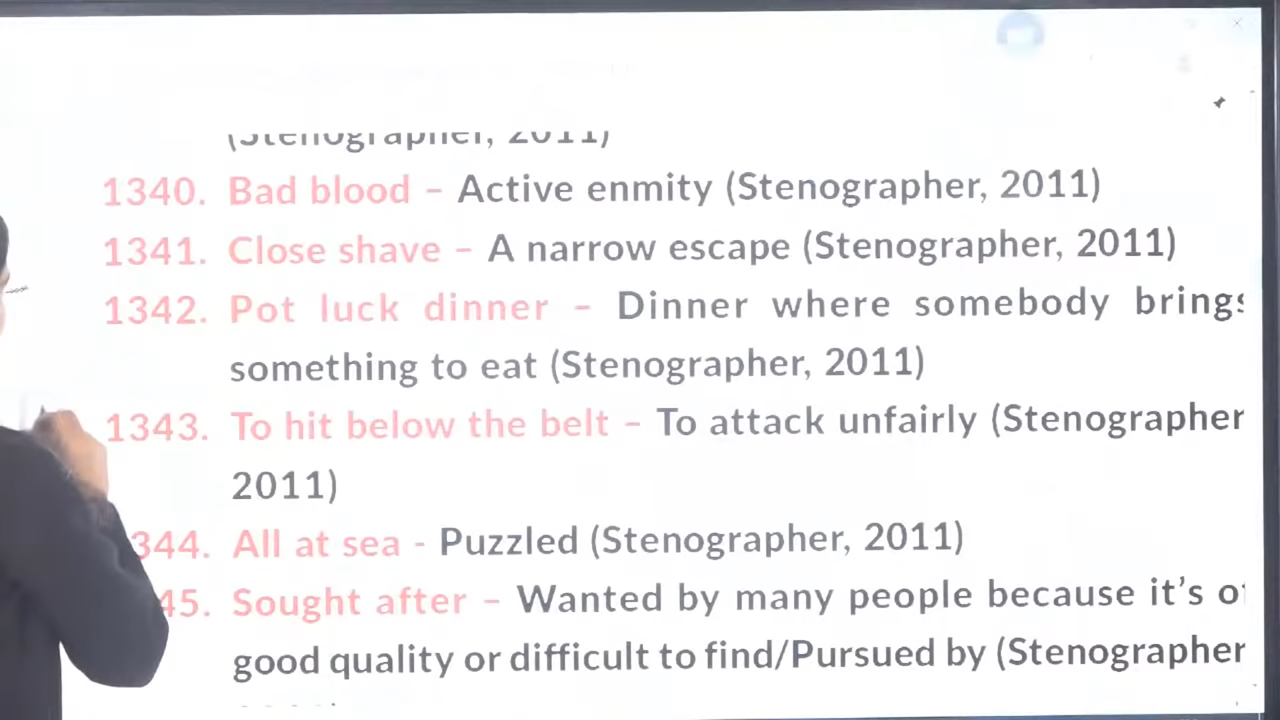 (Stenographer, 2011)
1340. Bad blood – Active enmity (Stenographer, 2011)
1341. Close shave – A narrow escape (Stenographer, 2011)
1342. Pot luck dinner – Dinner where somebody brings
something to eat (Stenographer, 2011)
1343. To hit below the belt – To attack unfairly (Stenographer
2011)
344. All at sea - Puzzled (Stenographer, 2011)
45. Sought after – Wanted by many people because it's of
good quality or difficult to find/Pursued by (Stenographer